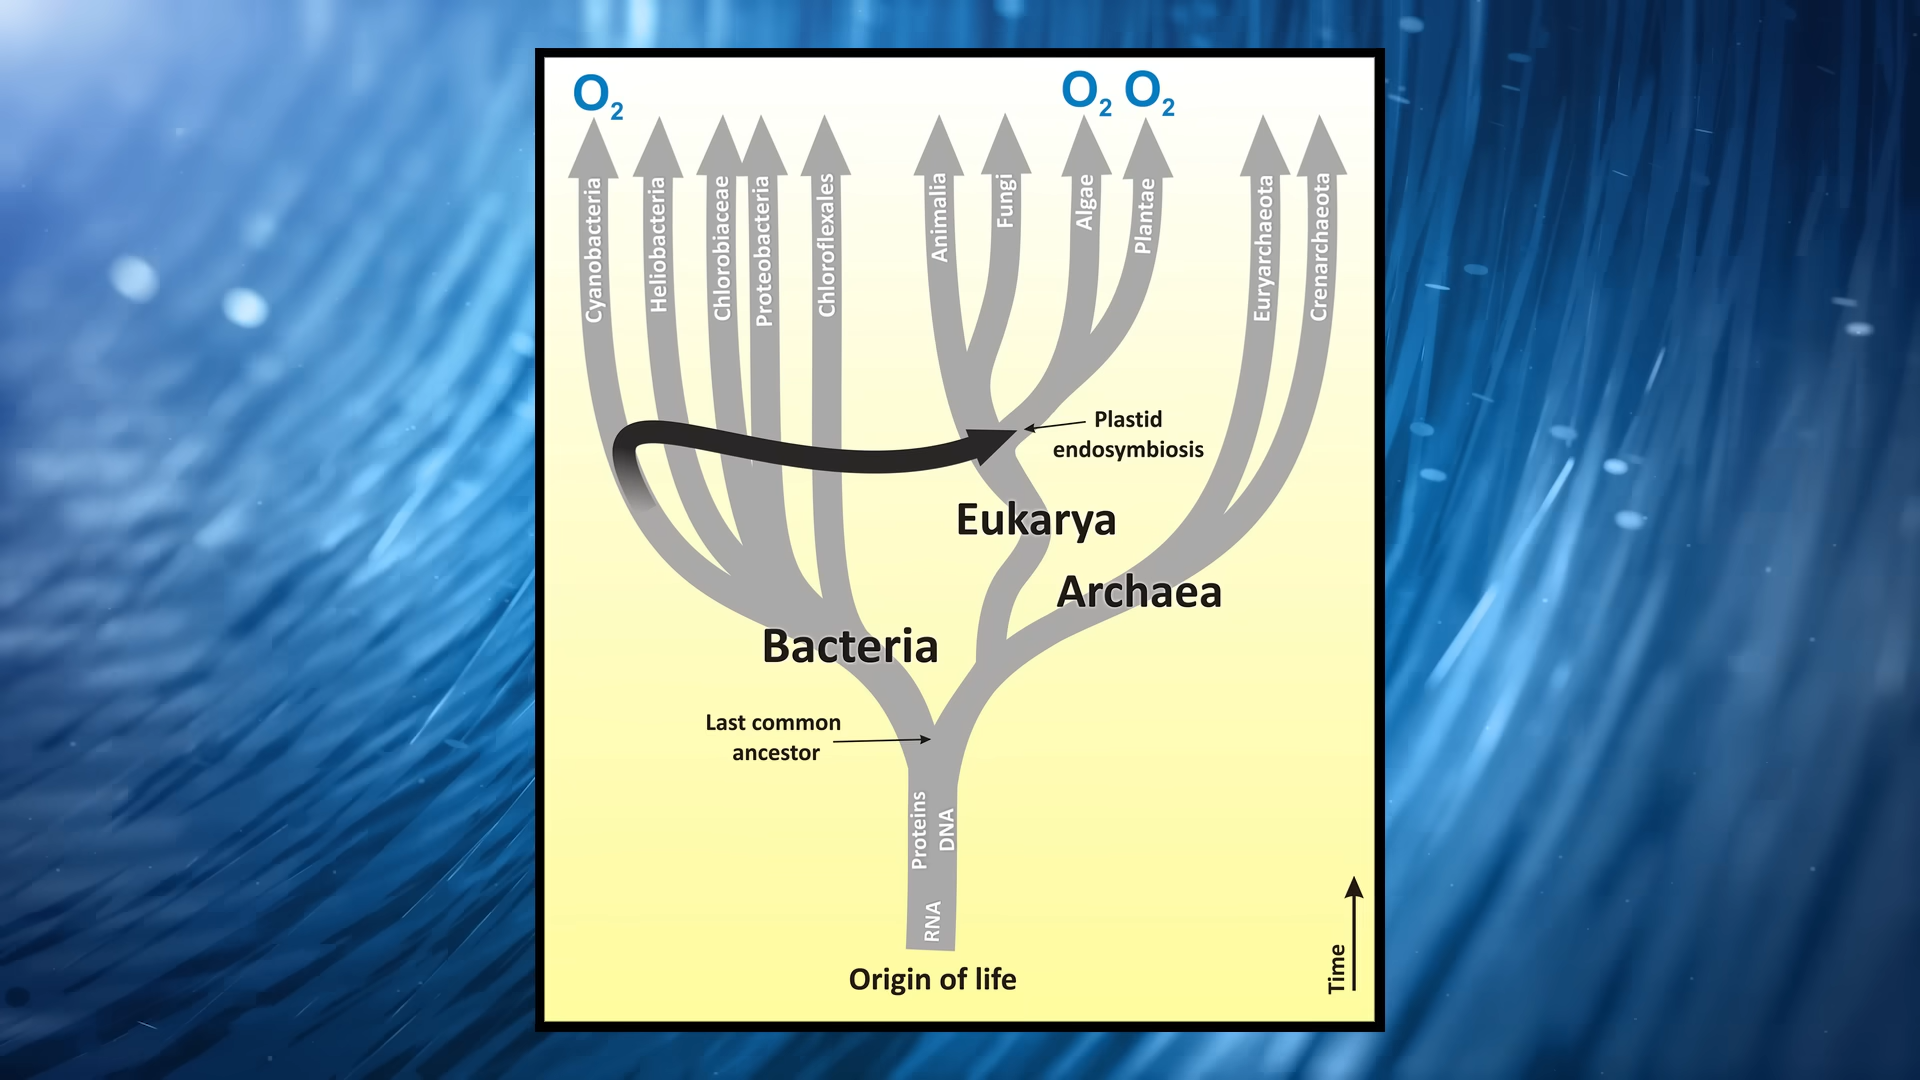 O2
O2
O2
Cyanobacteria
Heliobacteria
Chlorobiaceae
Proteobacteria
Chloroflexales
Animalia
Fungi
Algae
Plantae
Euryarchaeota
Crenarchaeota
Plastid
endosymbiosis
Eukarya
Archaea
Bacteria
Last common
ancestor
Proteins
DNA
RNA
Origin of life
Time